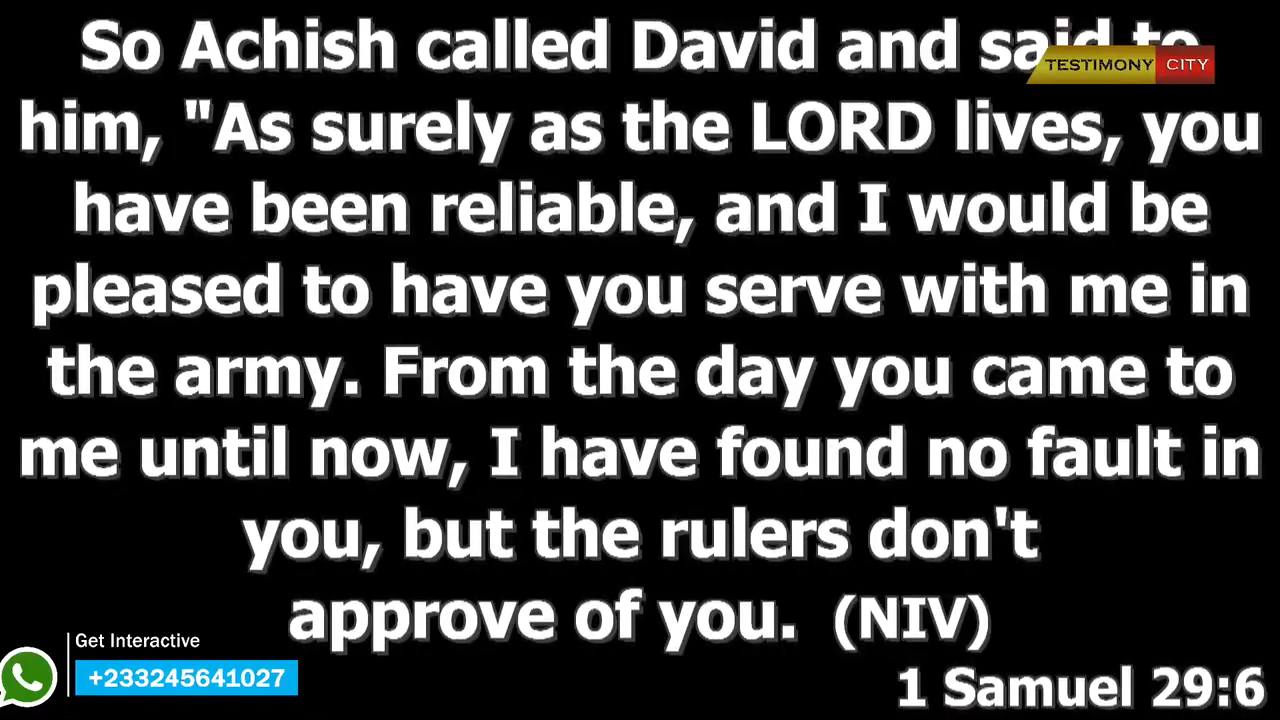 So Achish called David and said to
TESTIMONY CITY
him, "As surely as the LORD lives, you
have been reliable, and I would be
pleased to have you serve with me in
the army. From the day you came to
me until now, I have found no fault in
you, but the rulers don't
approve of you. (NIV)
Get Interactive
+233245641027
1 Samuel 29:6